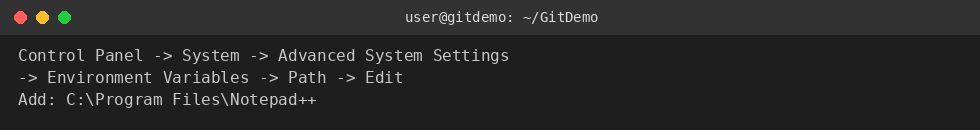 user@gitdemo: ~/GitDemo
Control Panel -> System -> Advanced System Settings
-> Environment Variables -> Path -> Edit
Add: C:\Program Files\Notepad++